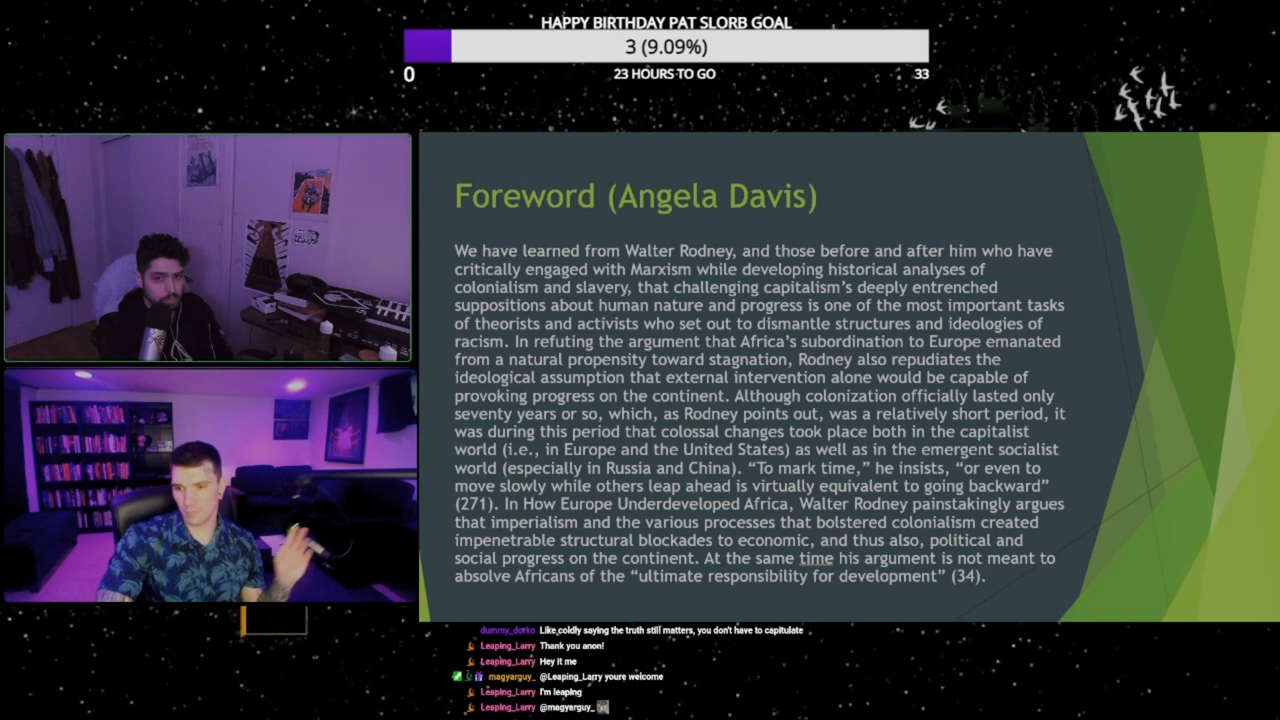 HAPPY BIRTHDAY PAT SLORB GOAL
3 (9.09%)
0
23 HOURS TO GO
33
Foreword (Angela Davis)
We have learned from Walter Rodney, and those before and after him who have
critically engaged with Marxism while developing historical analyses of
colonialism and slavery, that challenging capitalism's deeply entrenched
suppositions about human nature and progress is one of the most important tasks
of theorists and activists who set out to dismantle structures and ideologies of
racism. In refuting the argument that Africa's subordination to Europe emanated
from a natural propensity toward stagnation, Rodney also repudiates the
ideological assumption that external intervention alone would be capable of
provoking progress on the continent. Although colonization officially lasted only
seventy years or so, which, as Rodney points out, was a relatively short period, it
was during this period that colossal changes took place both in the capitalist
world (i.e., in Europe and the United States) as well as in the emergent socialist
world (especially in Russia and China). “To mark time,” he insists, “or even to
move slowly while others leap ahead is virtually equivalent to going backward”
(271). In How Europe Underdeveloped Africa, Walter Rodney painstakingly argues
that imperialism and the various processes that bolstered colonialism created
impenetrable structural blockades to economic, and thus also, political and
social progress on the continent. At the same time his argument is not meant to
absolve Africans of the “ultimate responsibility for development” (34).
Like,coldly saying the truth still matters, you don't have to capitulate
Leaping_Larry Thank you anon!
Leaping_Larry Hey it me
magyarguy_ @Leaping_Larry youre welcome
Leaping_Larry I'm leaping
Leaping_Larry @magyarguy_